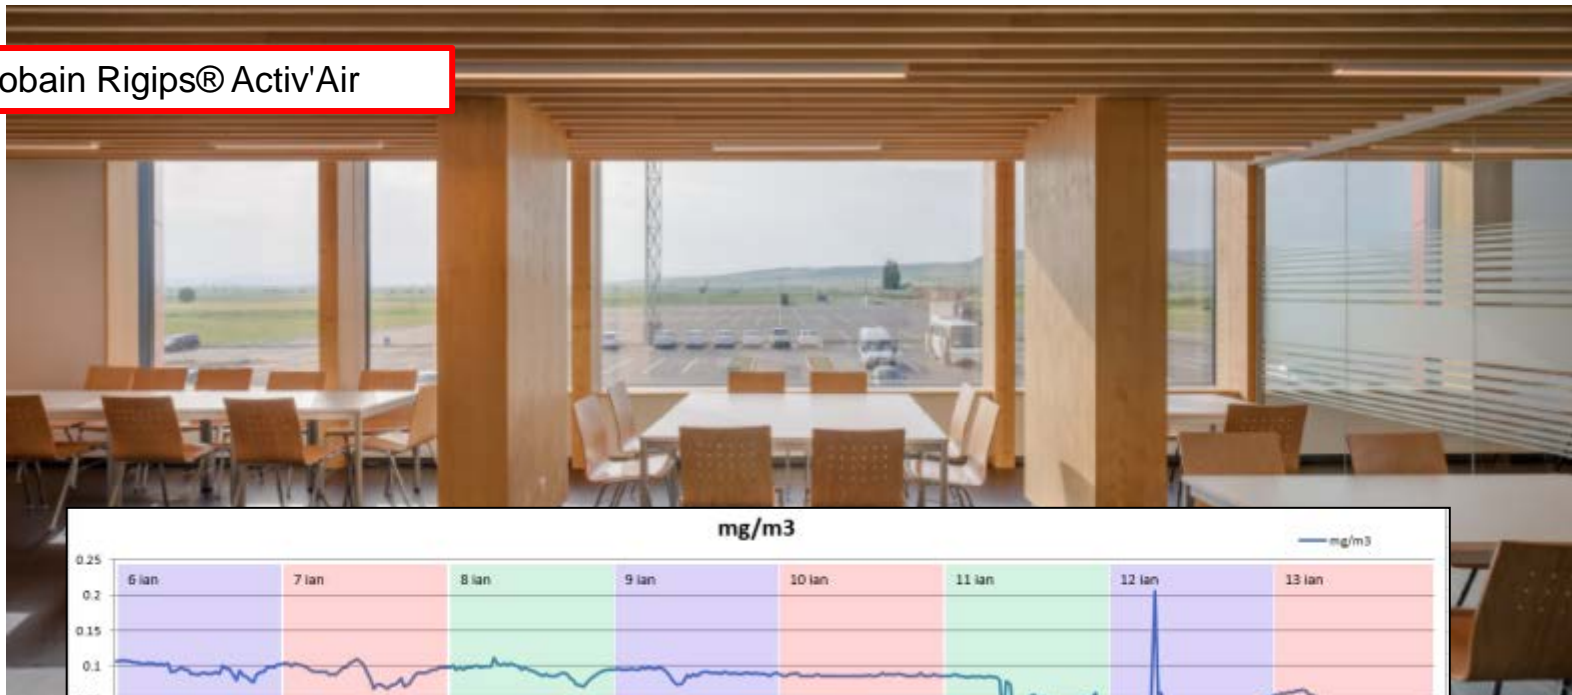 obain Rigips® Activ'Air
mg/m3
mg/m3
0.25
6 ian 7 ian 8 ian 9 ian 10 ian 11 ian 12 ian 13 ian
0.2
0.15
0.1